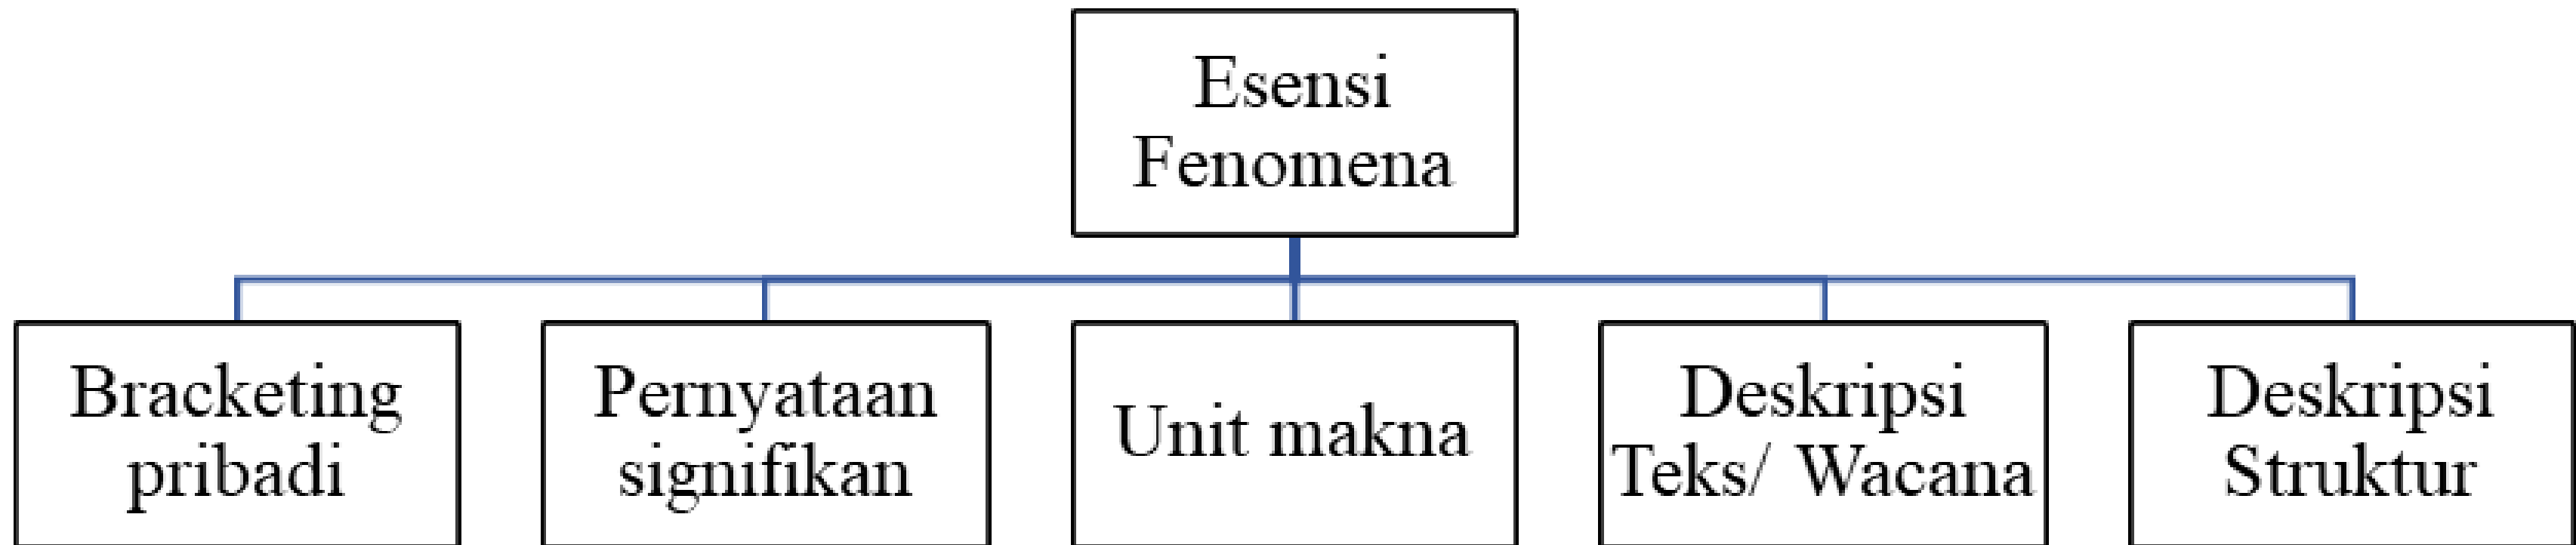 Esensi
Fenomena
Bracketing
pribadi
Pernyataan
signifikan
Unit makna
Deskripsi
Teks/ Wacana
Deskripsi
Struktur